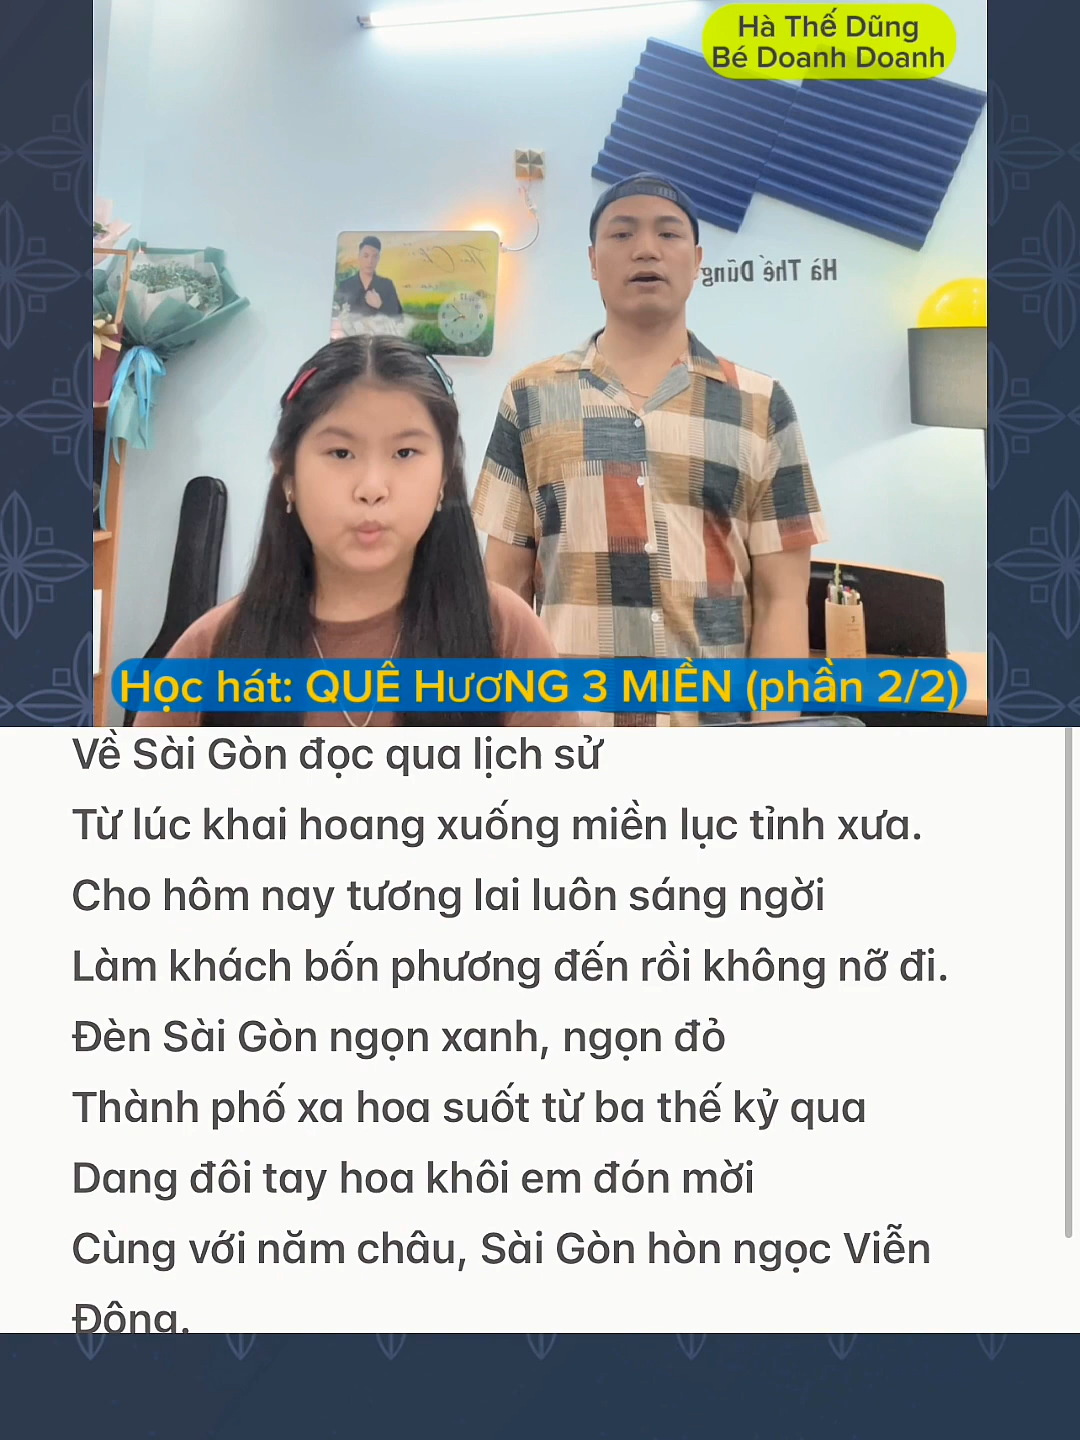 Hà Thế Dũng
Bé Doanh Doanh
Hà Thế Dũng
Học hát: QUÊ HươNG 3 MIỀN (phần 2/2)
Về Sài Gòn đọc qua lịch sử
Từ lúc khai hoang xuống miền lục tỉnh xưa.
Cho hôm nay tương lai luôn sáng ngời
Làm khách bốn phương đến rồi không nỡ đi.
Đèn Sài Gòn ngọn xanh, ngọn đỏ
Thành phố xa hoa suốt từ ba thế kỷ qua
Dang đôi tay hoa khôi em đón mời
Cùng với năm châu, Sài Gòn hòn ngọc Viễn
Đông.